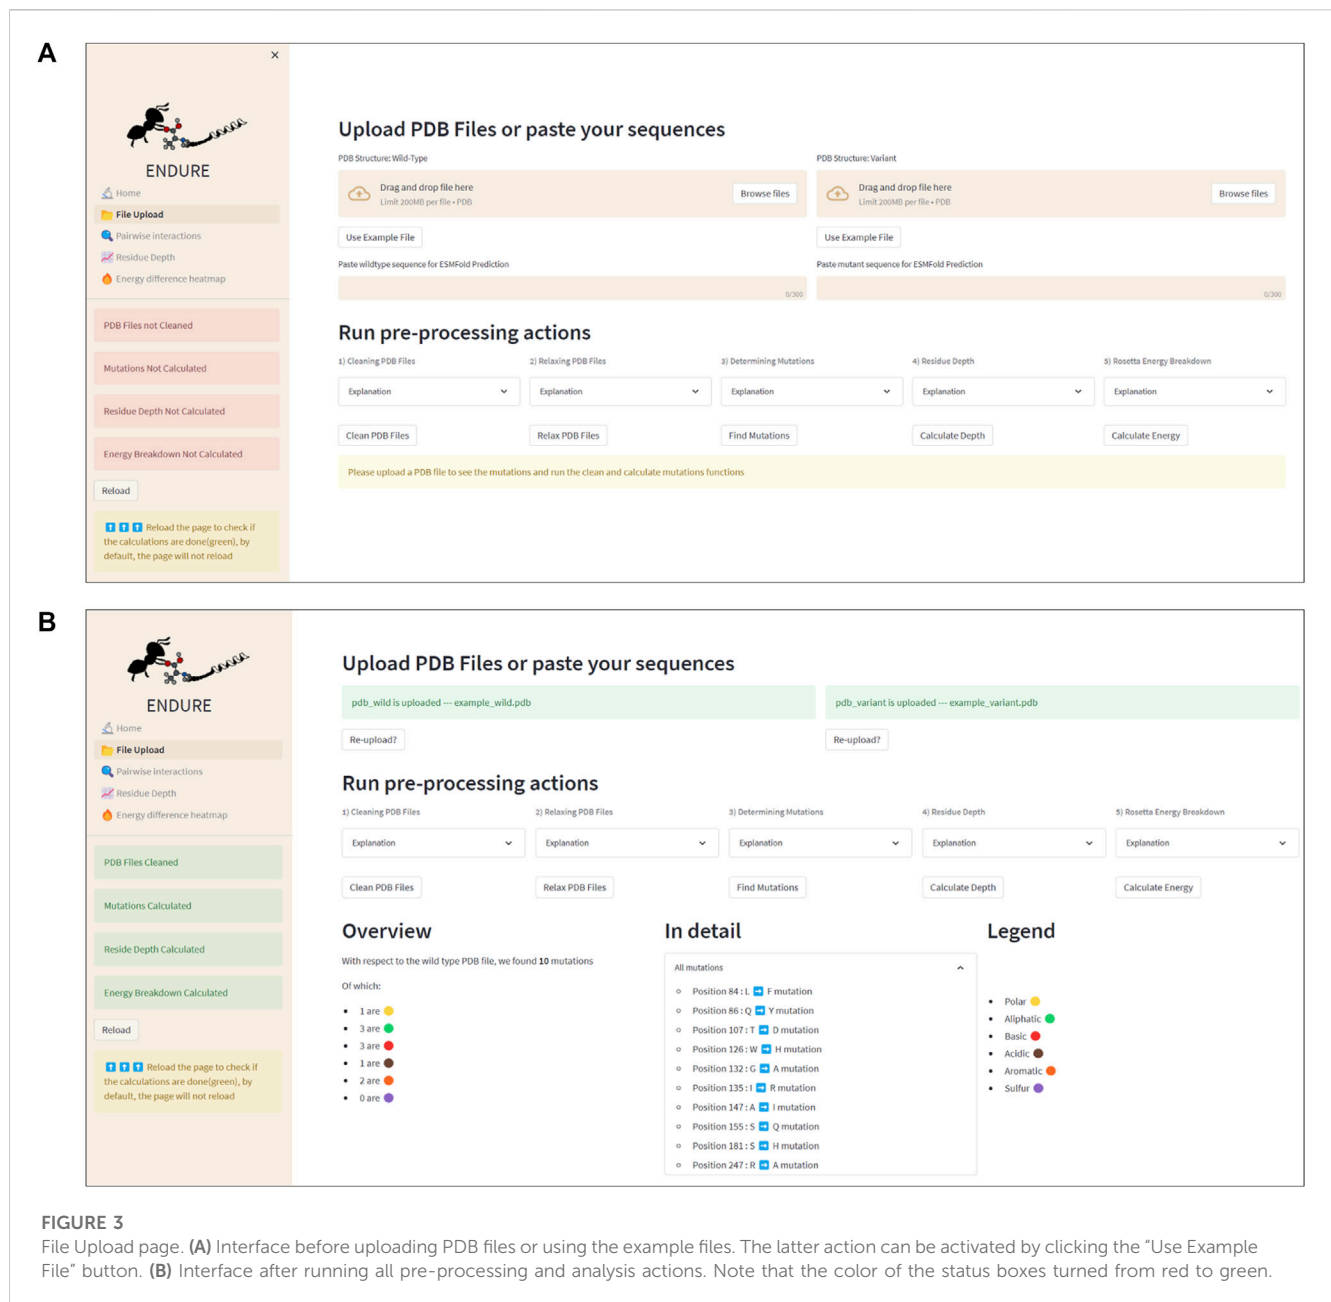 A
×
ENDURE
Home
File Upload
Pairwise interactions
Residue Depth
Energy difference heatmap
PDB Files not Cleaned
Mutations Not Calculated
Residue Depth Not Calculated
Energy Breakdown Not Calculated
Reload
Reload the page to check if
the calculations are done(green), by
default, the page will not reload
Upload PDB Files or paste your sequences
PDB Structure: Wild-Type
PDB Structure: Variant
Drag and drop file here
Limit 200MB per file • PDB
Browse files
Drag and drop file here
Limit 200MB per file • PDB
Browse files
Use Example File
Use Example File
Paste wildtype sequence for ESMFold Prediction
Paste mutant sequence for ESMFold Prediction
0/300
0/300
Run pre-processing actions
1) Cleaning PDB Files
2) Relaxing PDB Files
3) Determining Mutations
4) Residue Depth
5) Rosetta Energy Breakdown
Explanation
Explanation
Explanation
Explanation
Explanation
Clean PDB Files
Relax PDB Files
Find Mutations
Calculate Depth
Calculate Energy
Please upload a PDB file to see the mutations and run the clean and calculate mutations functions
B
ENDURE
Home
File Upload
Pairwise interactions
Residue Depth
Energy difference heatmap
PDB Files Cleaned
Mutations Calculated
Reside Depth Calculated
Energy Breakdown Calculated
Reload
Reload the page to check if
the calculations are done(green), by
default, the page will not reload
Upload PDB Files or paste your sequences
pdb_wild is uploaded --- example_wild.pdb
pdb_variant is uploaded --- example_variant.pdb
Re-upload?
Re-upload?
Run pre-processing actions
1) Cleaning PDB Files
2) Relaxing PDB Files
3) Determining Mutations
4) Residue Depth
5) Rosetta Energy Breakdown
Explanation
Explanation
Explanation
Explanation
Explanation
Clean PDB Files
Relax PDB Files
Find Mutations
Calculate Depth
Calculate Energy
Overview
With respect to the wild type PDB file, we found 10 mutations
Of which:
• 1 are
• 3 are
• 3 are
• 1 are
• 2 are
• 0 are
In detail
All mutations
Position 84 : L ➡ F mutation
Position 86 : Q ➡ Y mutation
Position 107 : T ➡ D mutation
Position 126 : W ➡ H mutation
Position 132 : G ➡ A mutation
Position 135 : I ➡ R mutation
Position 147 : A ➡ I mutation
Position 155 : S ➡ Q mutation
Position 181 : S ➡ H mutation
Position 247 : R ➡ A mutation
Legend
• Polar
• Aliphatic
• Basic
• Acidic
• Aromatic
• Sulfur
FIGURE 3
File Upload page. (A) Interface before uploading PDB files or using the example files. The latter action can be activated by clicking the "Use Example
File" button. (B) Interface after running all pre-processing and analysis actions. Note that the color of the status boxes turned from red to green.